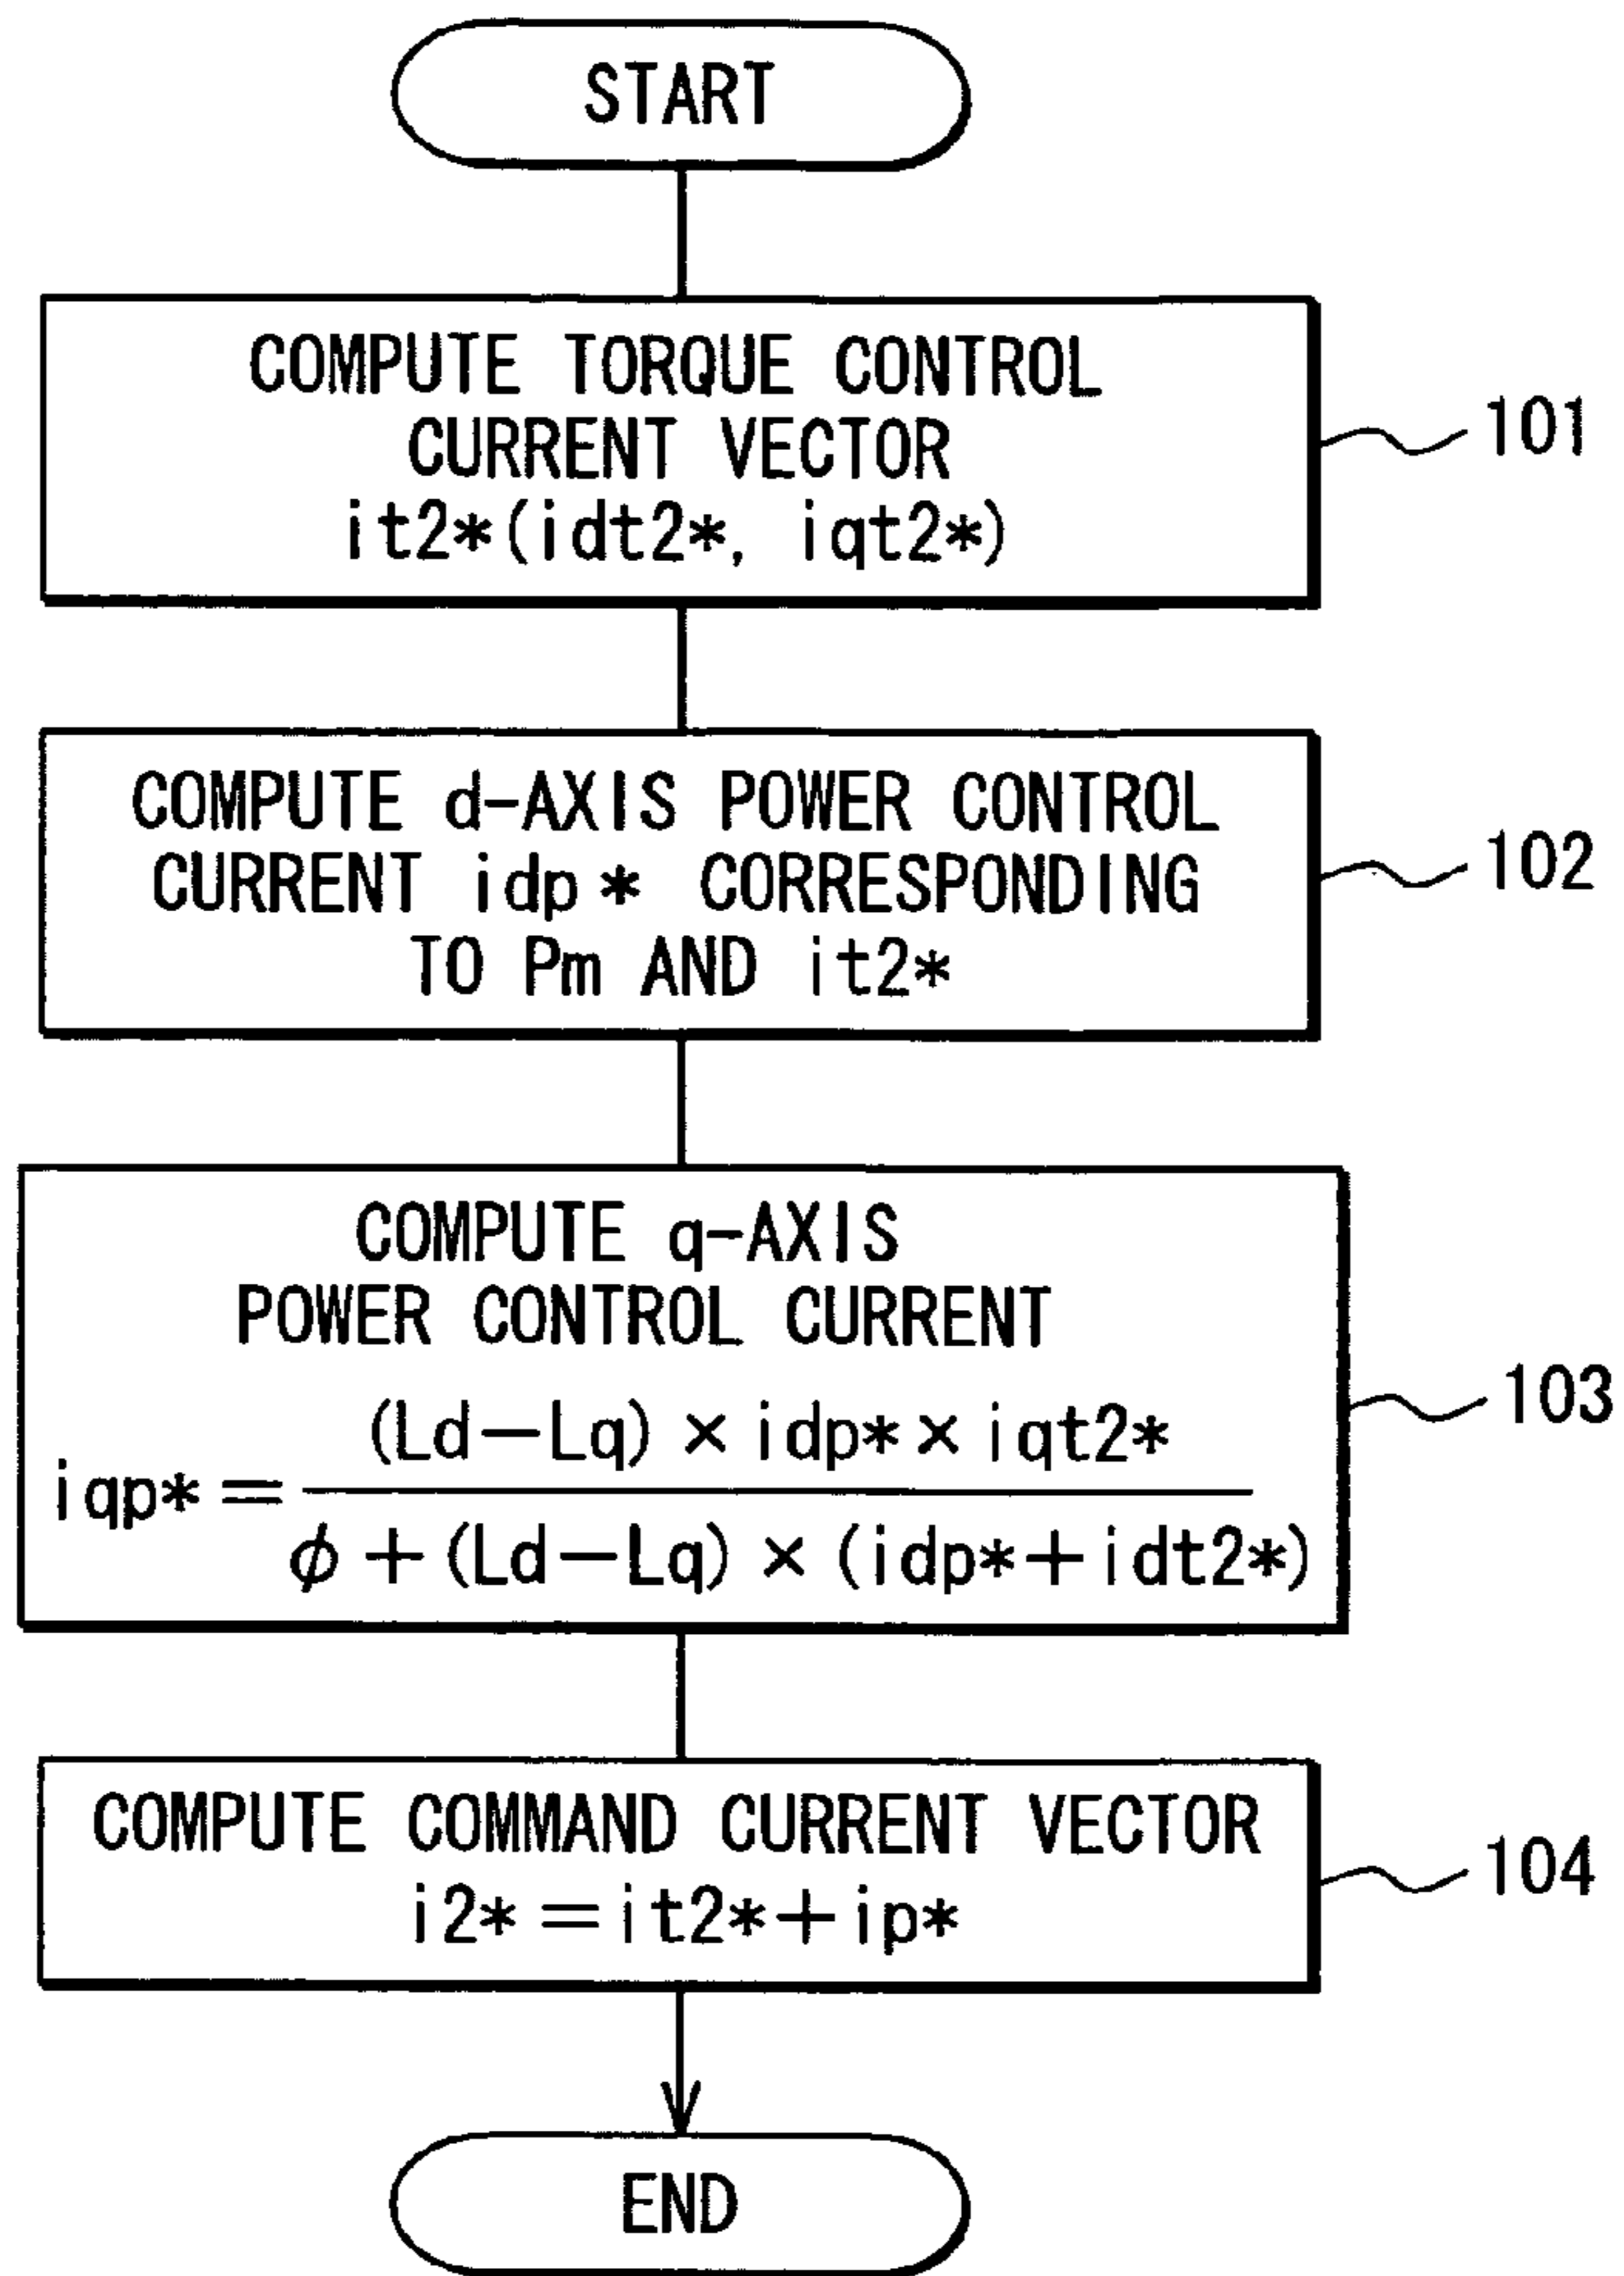 START
COMPUTE TORQUE CONTROL
CURRENT VECTOR
it2*(idt2*, iqt2*)
101
COMPUTE d-AXIS POWER CONTROL
CURRENT idp* CORRESPONDING
TO Pm AND it2*
102
COMPUTE q-AXIS
POWER CONTROL CURRENT
(Ld-Lq) × idp* × iqt2*
iqp* =
ϕ + (Ld-Lq) × (idp*+idt2*)
103
COMPUTE COMMAND CURRENT VECTOR
i2* = it2*+ip*
104
END